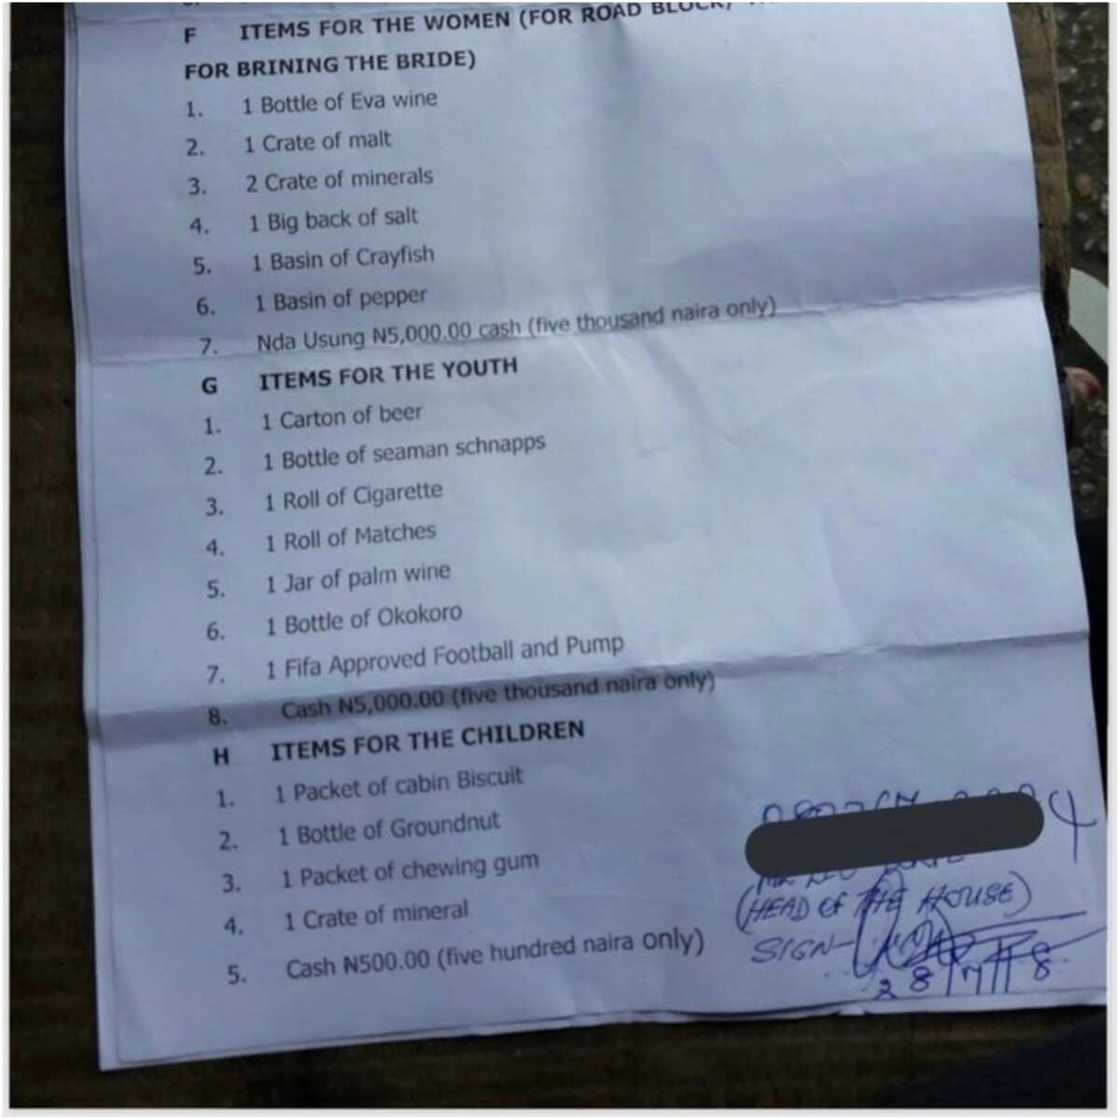 F ITEMS FOR THE WOMEN (FOR ROAD BLOCK/
FOR BRINING THE BRIDE)
1. 1 Bottle of Eva wine
2. 1 Crate of malt
3. 2 Crate of minerals
4. 1 Big back of salt
5. 1 Basin of Crayfish
6. 1 Basin of pepper
7. Nda Usung ₦5,000.00 cash (five thousand naira only)
G ITEMS FOR THE YOUTH
1. 1 Carton of beer
2. 1 Bottle of seaman schnapps
3. 1 Roll of Cigarette
4. 1 Roll of Matches
5. 1 Jar of palm wine
6. 1 Bottle of Okokoro
7. 1 Fifa Approved Football and Pump
8. Cash ₦5,000.00 (five thousand naira only)
H ITEMS FOR THE CHILDREN
1. 1 Packet of cabin Biscuit
2. 1 Bottle of Groundnut
3. 1 Packet of chewing gum
4. 1 Crate of mineral
5. Cash ₦500.00 (five hundred naira only)
(HEAD of THE HOUSE)
SIGN-
28/7/18